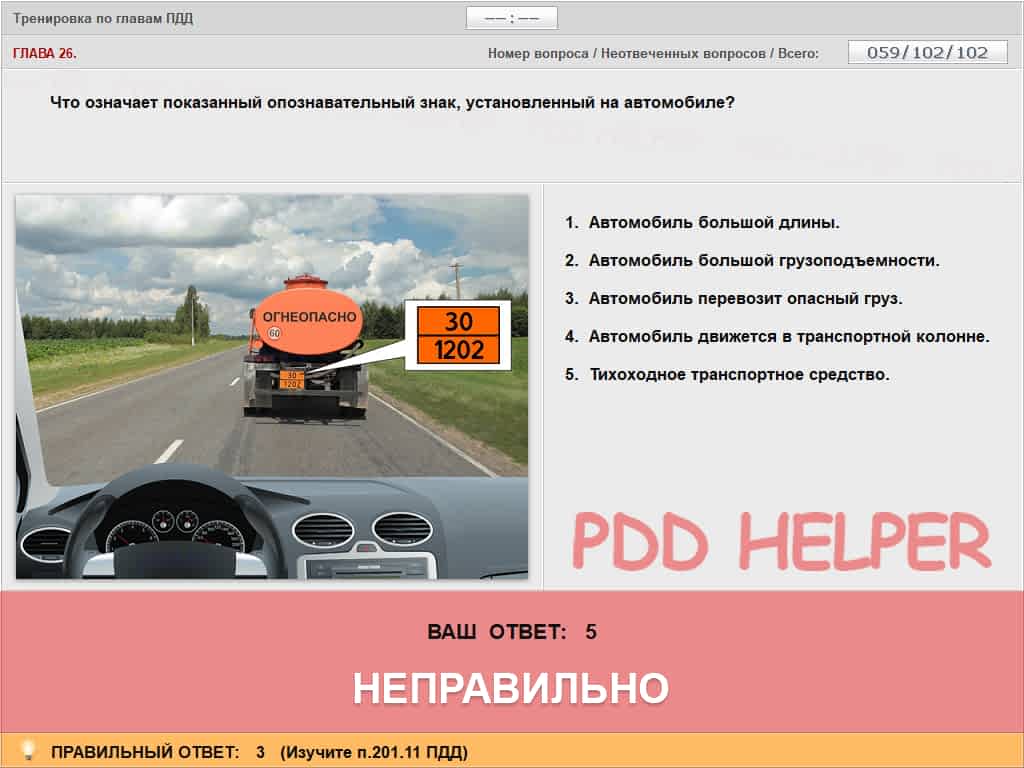 Тренировка по главам ПДД
—— : ——
ГЛАВА 26.
Номер вопроса / Неотвеченных вопросов / Всего: 059/102/102
Что означает показанный опознавательный знак, установленный на автомобиле?
ОГНЕОПАСНО
60
30
1202
30
1202
1. Автомобиль большой длины.
2. Автомобиль большой грузоподъемности.
3. Автомобиль перевозит опасный груз.
4. Автомобиль движется в транспортной колонне.
5. Тихоходное транспортное средство.
PDD HELPER
ВАШ ОТВЕТ: 5
НЕПРАВИЛЬНО
ПРАВИЛЬНЫЙ ОТВЕТ: 3 (Изучите п.201.11 ПДД)